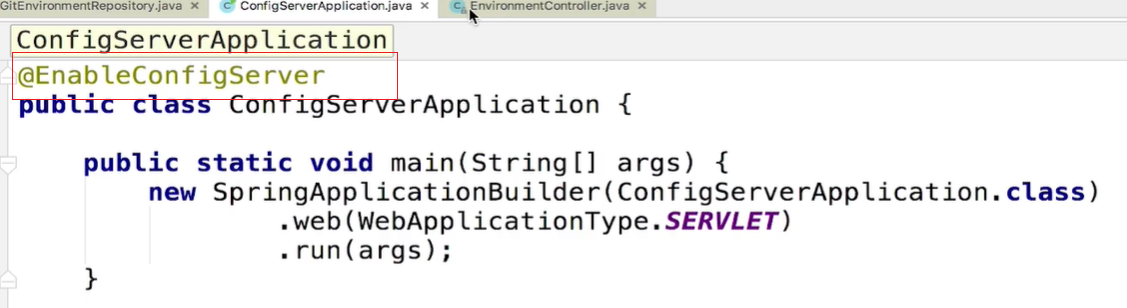 GitEnvironmentRepository.java ConfigServerApplication.java EnvironmentController.java
ConfigServerApplication
@EnableConfigServer
public class ConfigServerApplication {
public static void main(String[] args) {
new SpringApplicationBuilder(ConfigServerApplication.class)
.web(WebApplicationType.SERVLET)
.run(args);
}